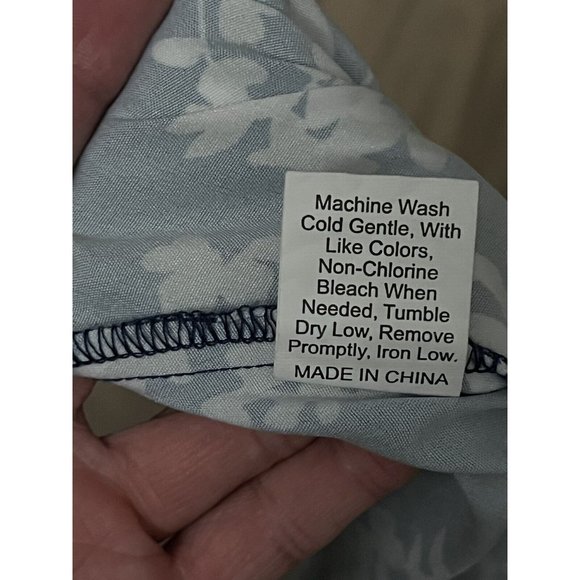 Machine Wash
Cold Gentle, With
Like Colors,
Non-Chlorine
Bleach When
Needed, Tumble
Dry Low, Remove
Promptly, Iron Low.
MADE IN CHINA